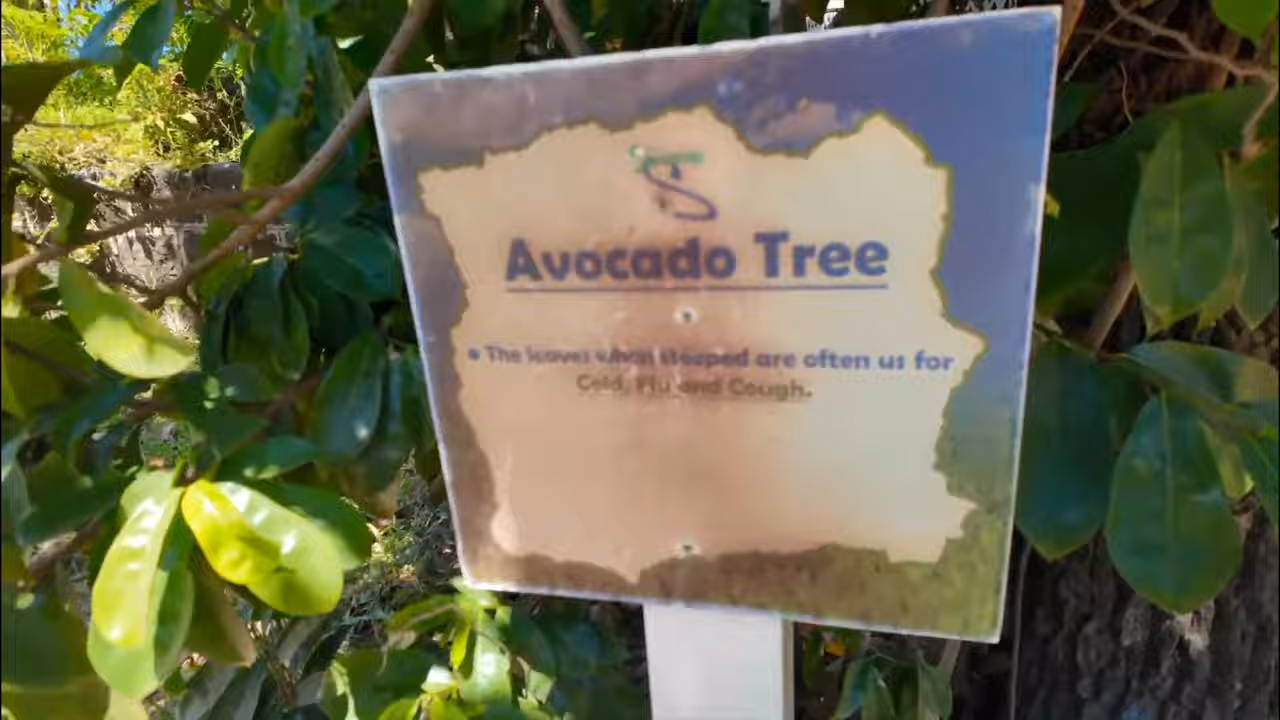 Avocado Tree
• The leaves when steeped are often us for
Cold, Flu and Cough.